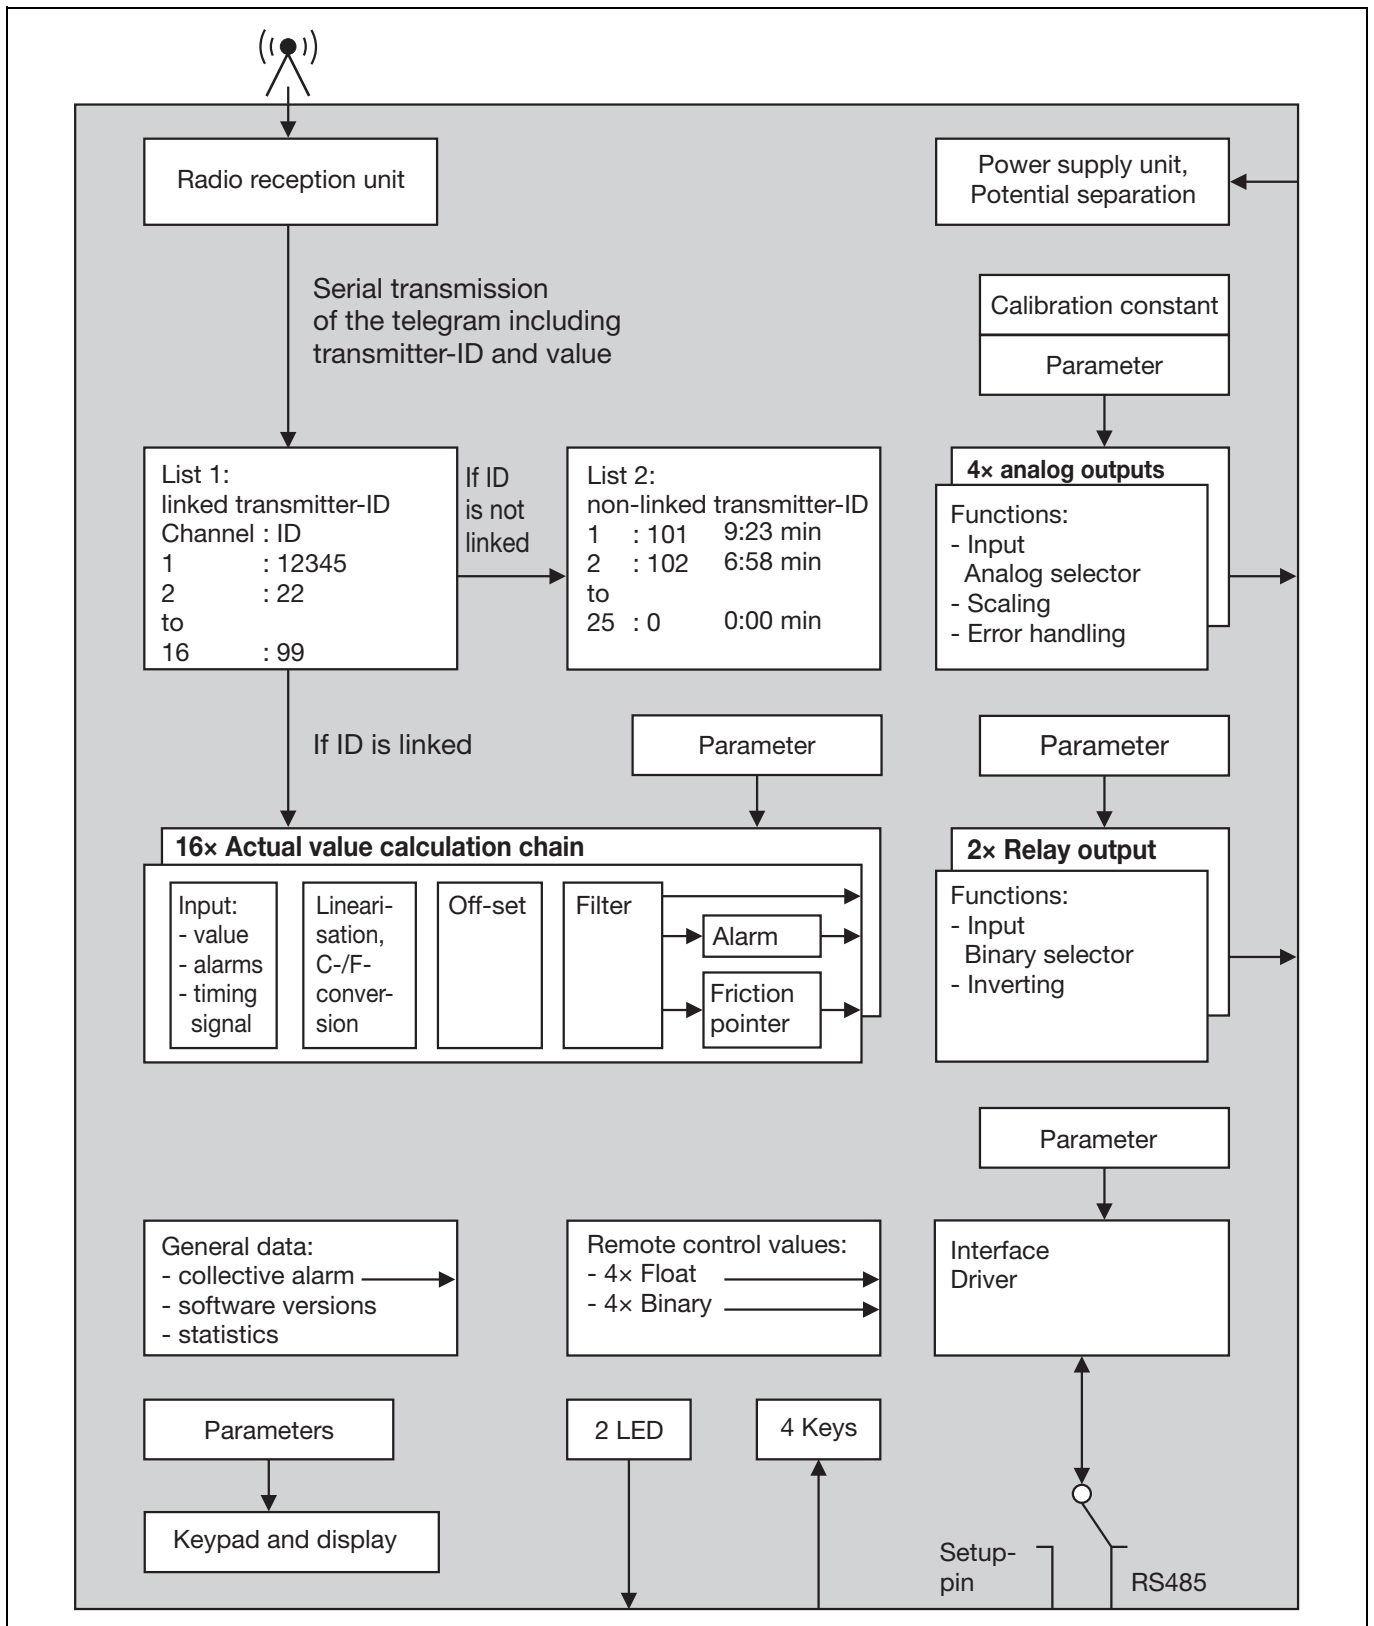 Radio reception unit
Power supply unit,
Potential separation
Serial transmission
of the telegram including
transmitter-ID and value
Calibration constant
Parameter
List 1:
linked transmitter-ID
Channel : ID
1 : 12345
2 : 22
to
16 : 99
If ID
is not
linked
List 2:
non-linked transmitter-ID
1 : 101 9:23 min
2 : 102 6:58 min
to
25 : 0 0:00 min
4× analog outputs
Functions:
- Input
Analog selector
- Scaling
- Error handling
If ID is linked
Parameter
Parameter
16× Actual value calculation chain
Input:
- value
- alarms
- timing
signal
Lineari-
sation,
C-/F-
conver-
sion
Off-set
Filter
Alarm
Friction
pointer
2× Relay output
Functions:
- Input
Binary selector
- Inverting
Parameter
General data:
- collective alarm
- software versions
- statistics
Remote control values:
- 4× Float
- 4× Binary
Interface
Driver
Parameters
2 LED
4 Keys
Keypad and display
Setup-
pin
RS485